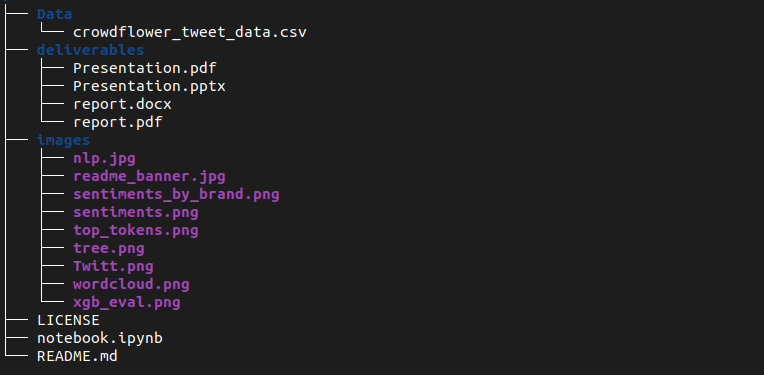 Data
crowdflower_tweet_data.csv
deliverables
Presentation.pdf
Presentation.pptx
report.docx
report.pdf
images
nlp.jpg
readme_banner.jpg
sentiments_by_brand.png
sentiments.png
top_tokens.png
tree.png
Twitt.png
wordcloud.png
xgb_eval.png
LICENSE
notebook.ipynb
README.md